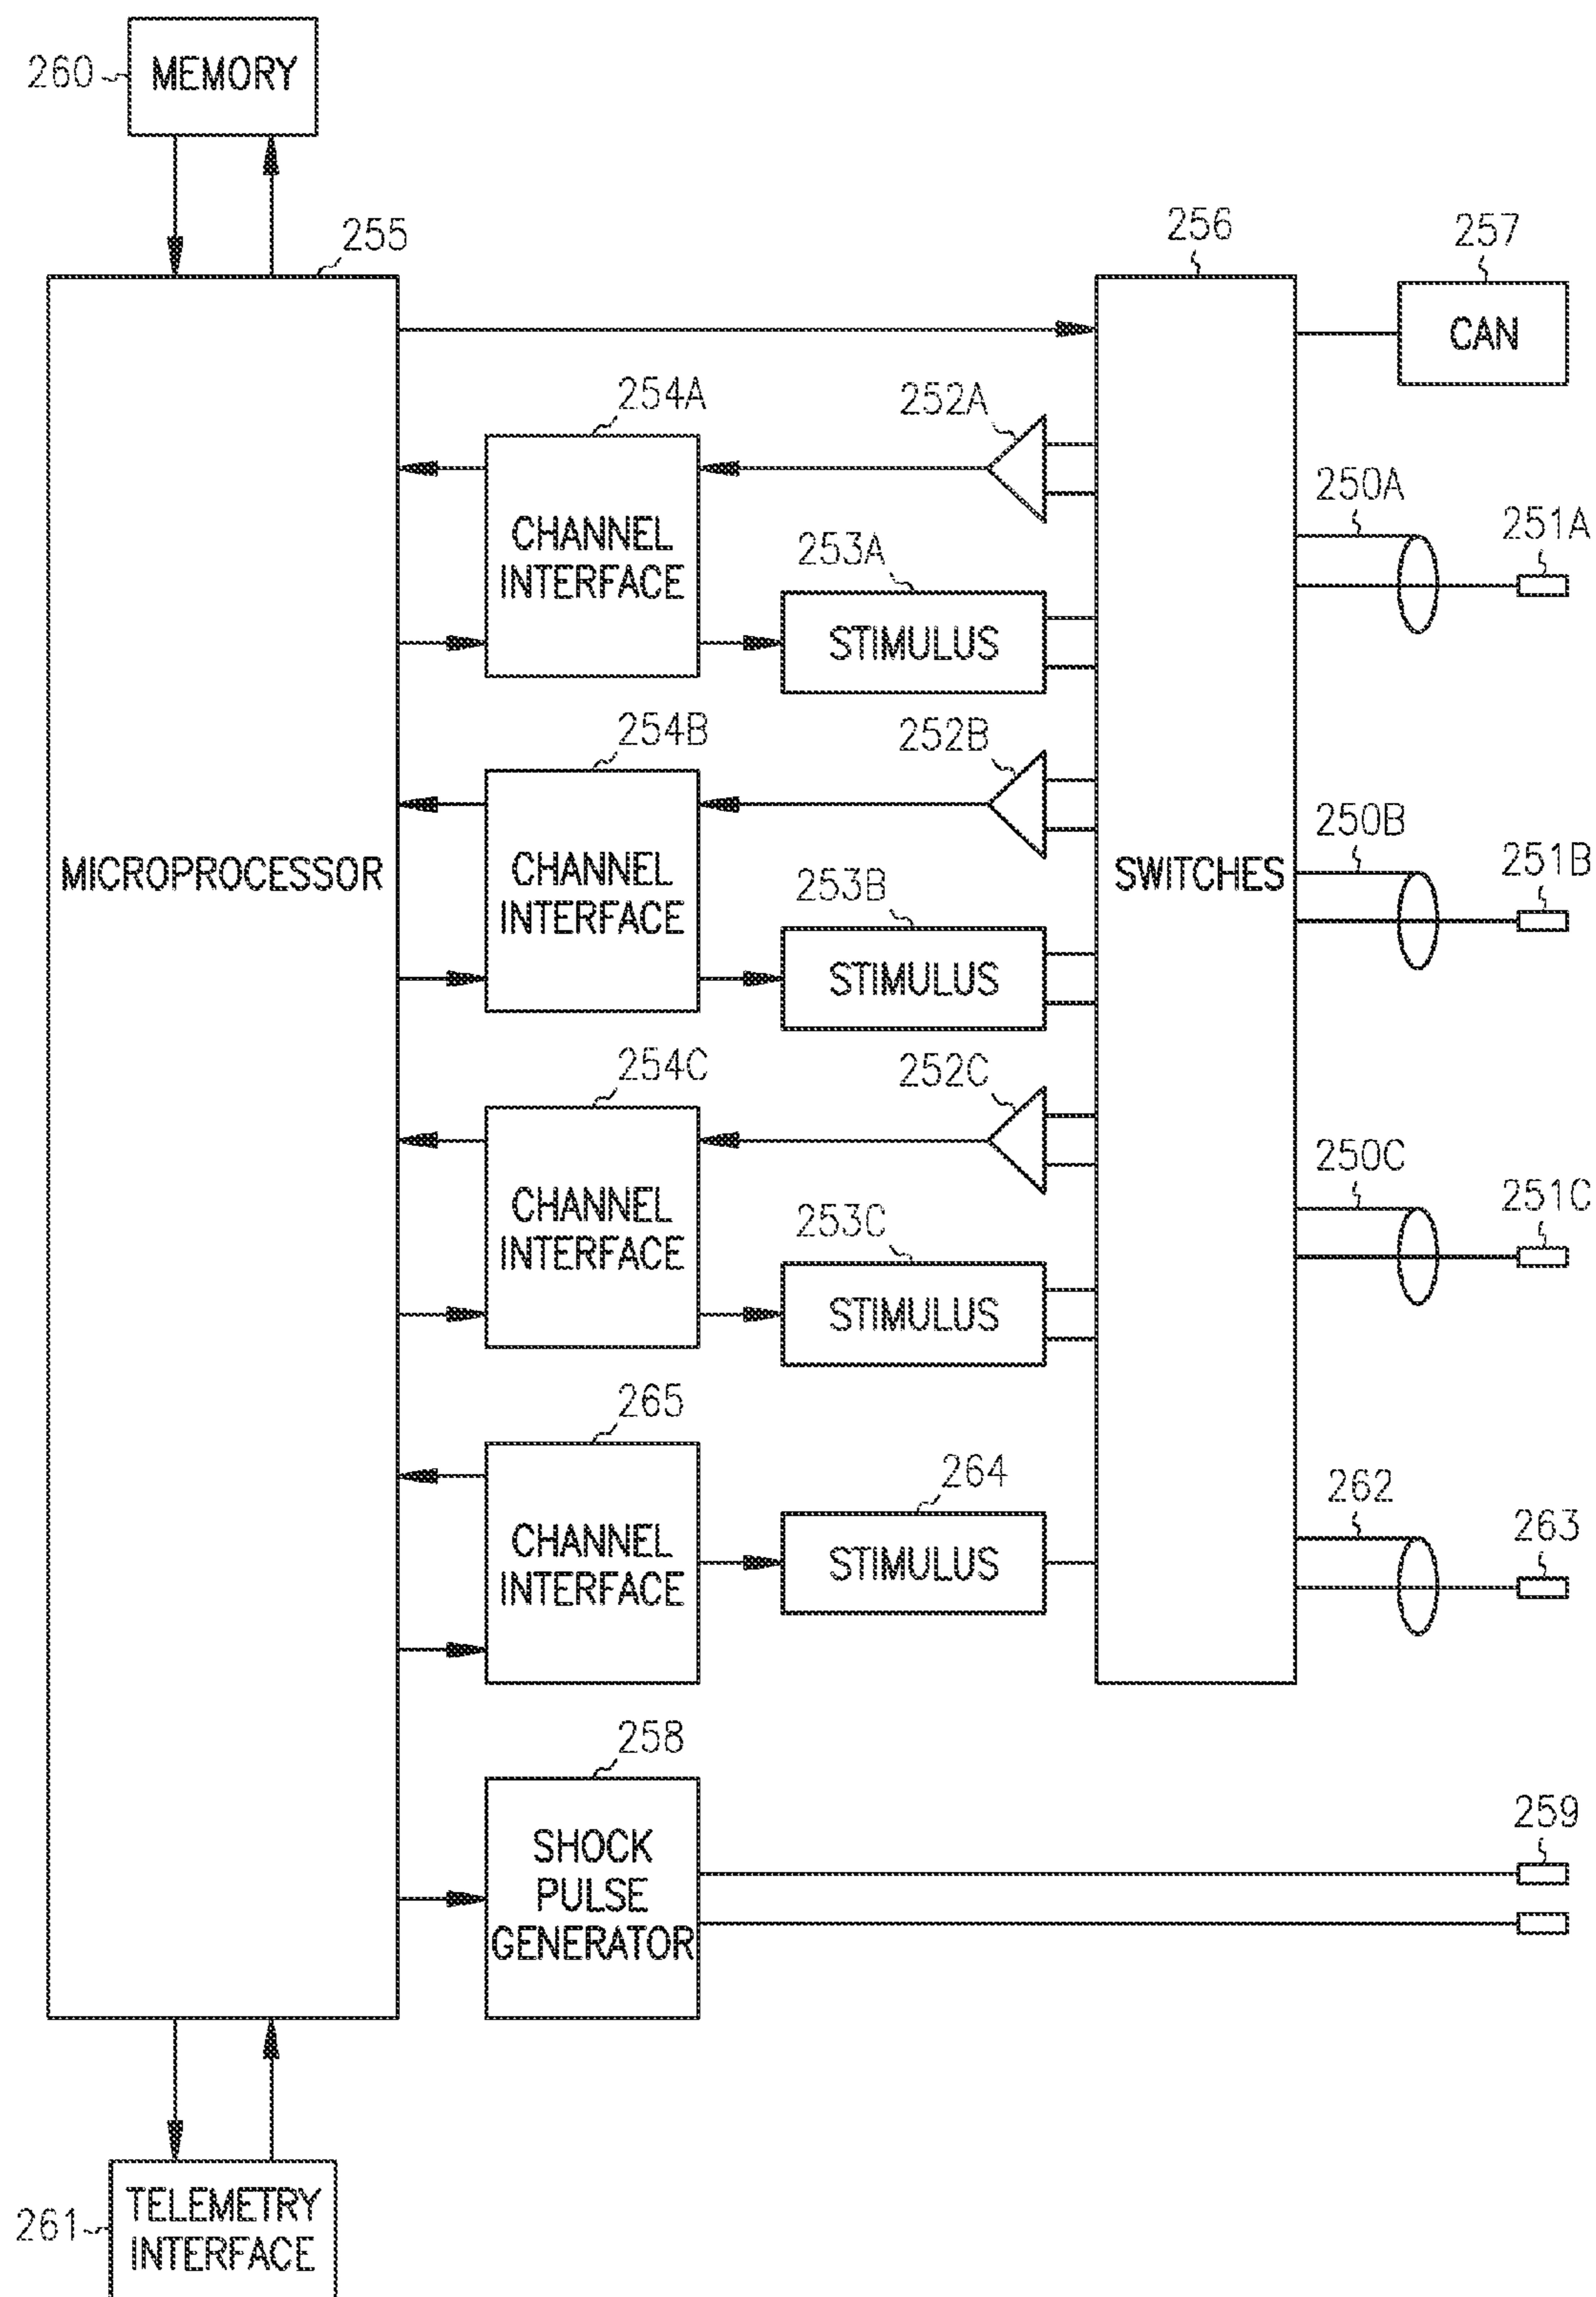 260
MEMORY
255
256
257
CAN
254A
252A
250A
251A
CHANNEL
INTERFACE
253A
STIMULUS
254B
252B
250B
251B
MICROPROCESSOR
CHANNEL
INTERFACE
253B
STIMULUS
SWITCHES
254C
252C
250C
251C
CHANNEL
INTERFACE
253C
STIMULUS
265
264
262
263
CHANNEL
INTERFACE
STIMULUS
258
259
SHOCK
PULSE
GENERATOR
261
TELEMETRY
INTERFACE